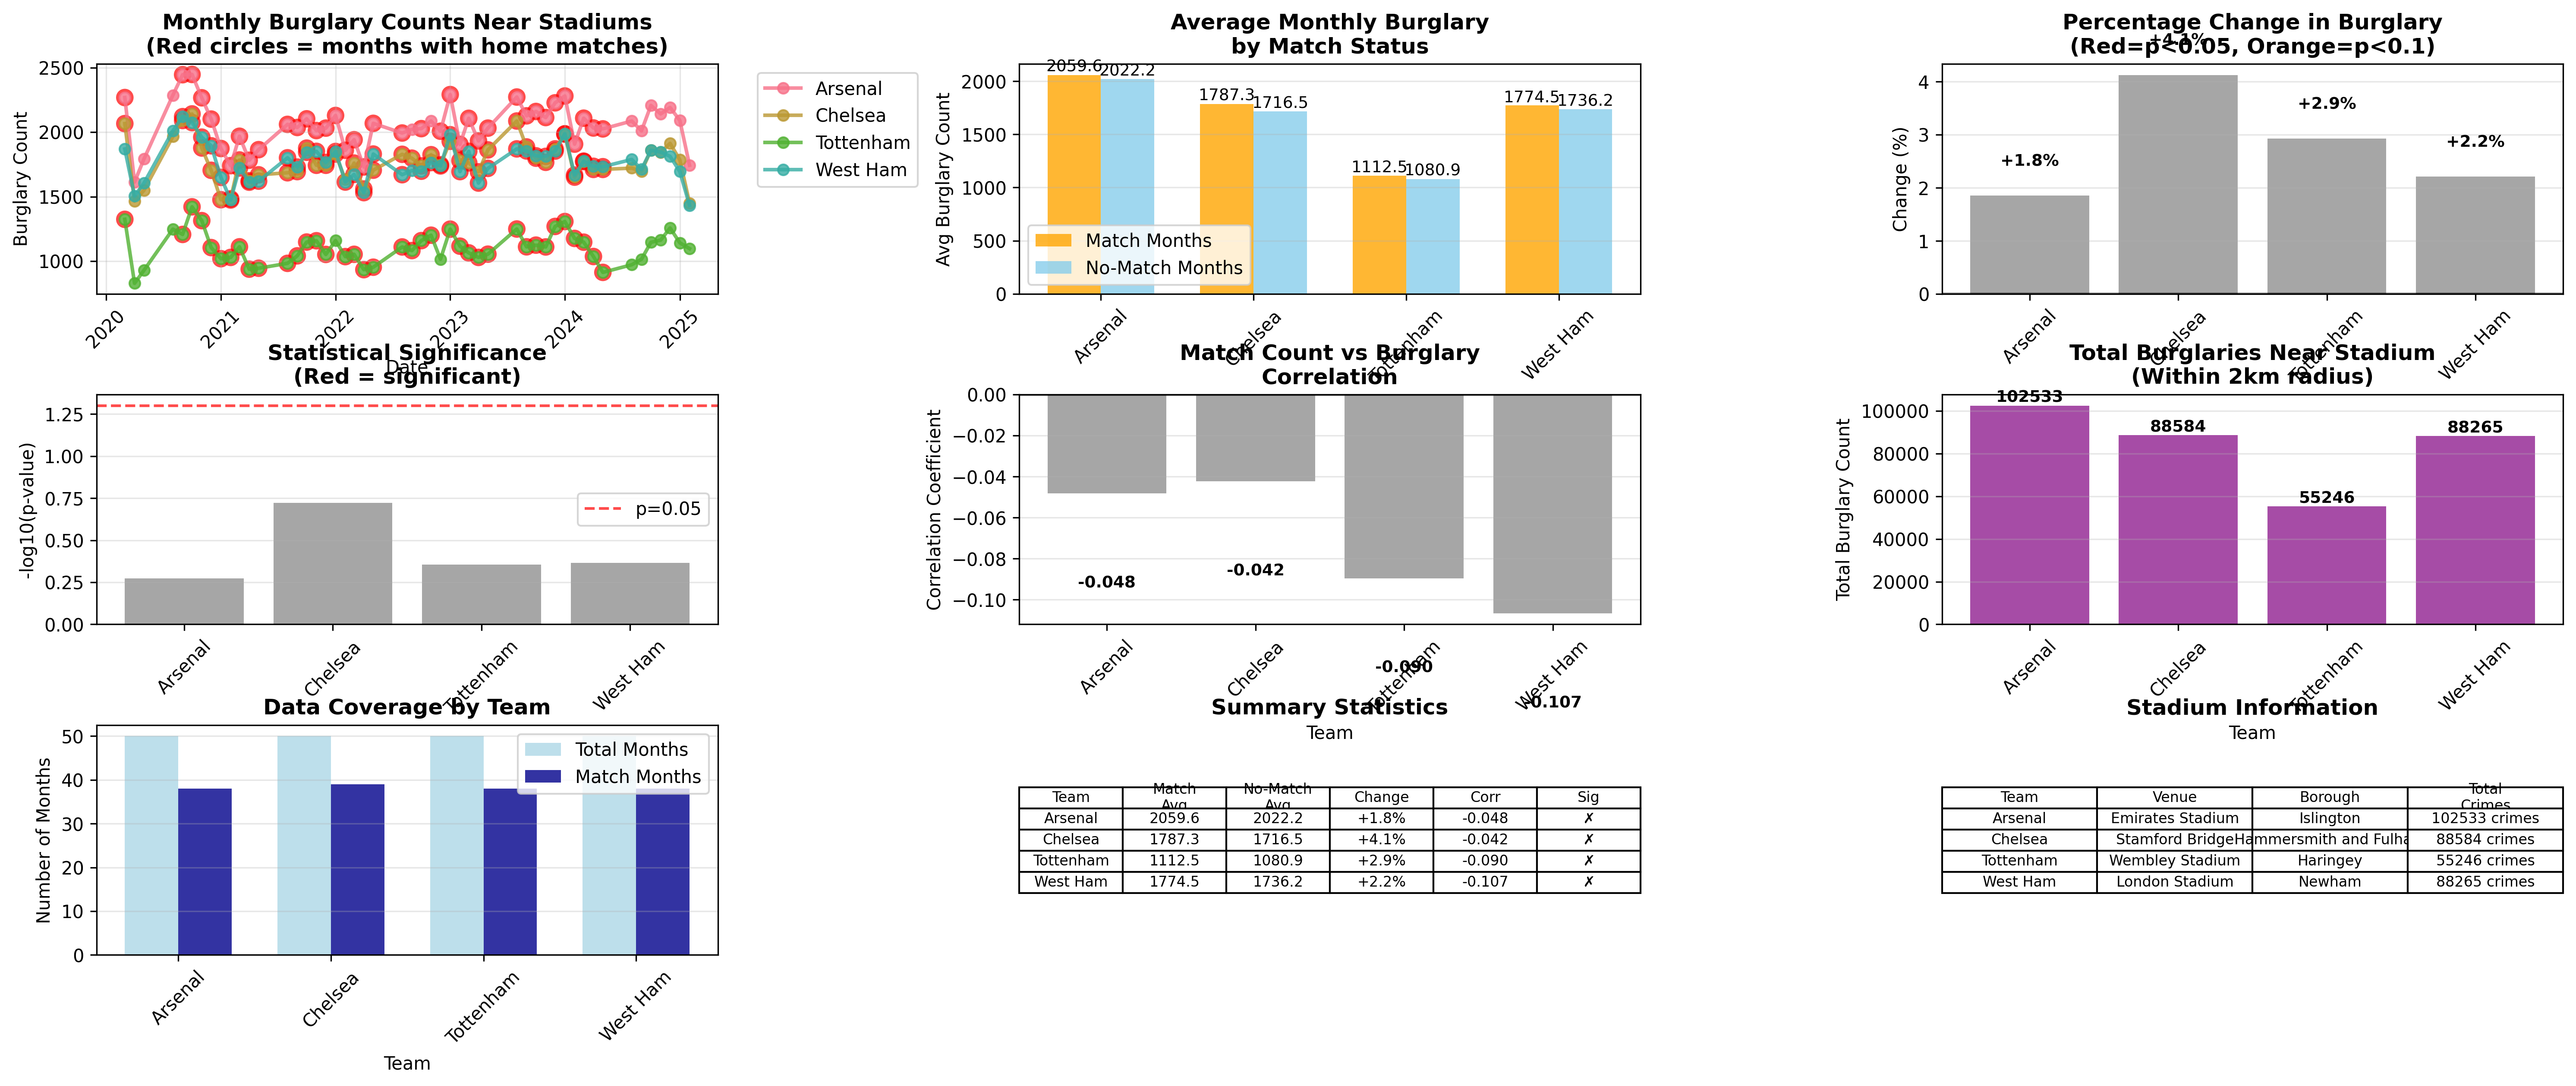 Monthly Burglary Counts Near Stadiums
(Red circles = months with home matches)
Burglary Count
2500
2000
1500
1000
2020
2021
2022
2023
2024
2025
Date
Arsenal
Chelsea
Tottenham
West Ham
Average Monthly Burglary
by Match Status
Avg Burglary Count
2000
1500
1000
500
0
2059.6
2022.2
1787.3
1716.5
1112.5
1080.9
1774.5
1736.2
Match Months
No-Match Months
Arsenal
Chelsea
Tottenham
West Ham
Percentage Change in Burglary
(Red=p<0.05, Orange=p<0.1)
Change (%)
4
3
2
1
0
+1.8%
+4.1%
+2.9%
+2.2%
Arsenal
Chelsea
Tottenham
West Ham
Statistical Significance
(Red = significant)
-log10(p-value)
1.25
1.00
0.75
0.50
0.25
0.00
p=0.05
Arsenal
Chelsea
Tottenham
West Ham
Match Count vs Burglary
Correlation
Correlation Coefficient
0.00
−0.02
−0.04
−0.06
−0.08
−0.10
-0.048
-0.042
-0.090
-0.107
Arsenal
Chelsea
Tottenham
West Ham
Team
Total Burglaries Near Stadium
(Within 2km radius)
Total Burglary Count
100000
80000
60000
40000
20000
0
102533
88584
55246
88265
Arsenal
Chelsea
Tottenham
West Ham
Team
Data Coverage by Team
Number of Months
50
40
30
20
10
0
Total Months
Match Months
Arsenal
Chelsea
Tottenham
West Ham
Team
Summary Statistics
Team Match Avg No-Match Avg Change Corr Sig
Arsenal 2059.6 2022.2 +1.8% -0.048 ✗
Chelsea 1787.3 1716.5 +4.1% -0.042 ✗
Tottenham 1112.5 1080.9 +2.9% -0.090 ✗
West Ham 1774.5 1736.2 +2.2% -0.107 ✗
Stadium Information
Team Venue Borough Total Crimes
Arsenal Emirates Stadium Islington 102533 crimes
Chelsea Stamford Bridge Hammersmith and Fulha 88584 crimes
Tottenham Wembley Stadium Haringey 55246 crimes
West Ham London Stadium Newham 88265 crimes